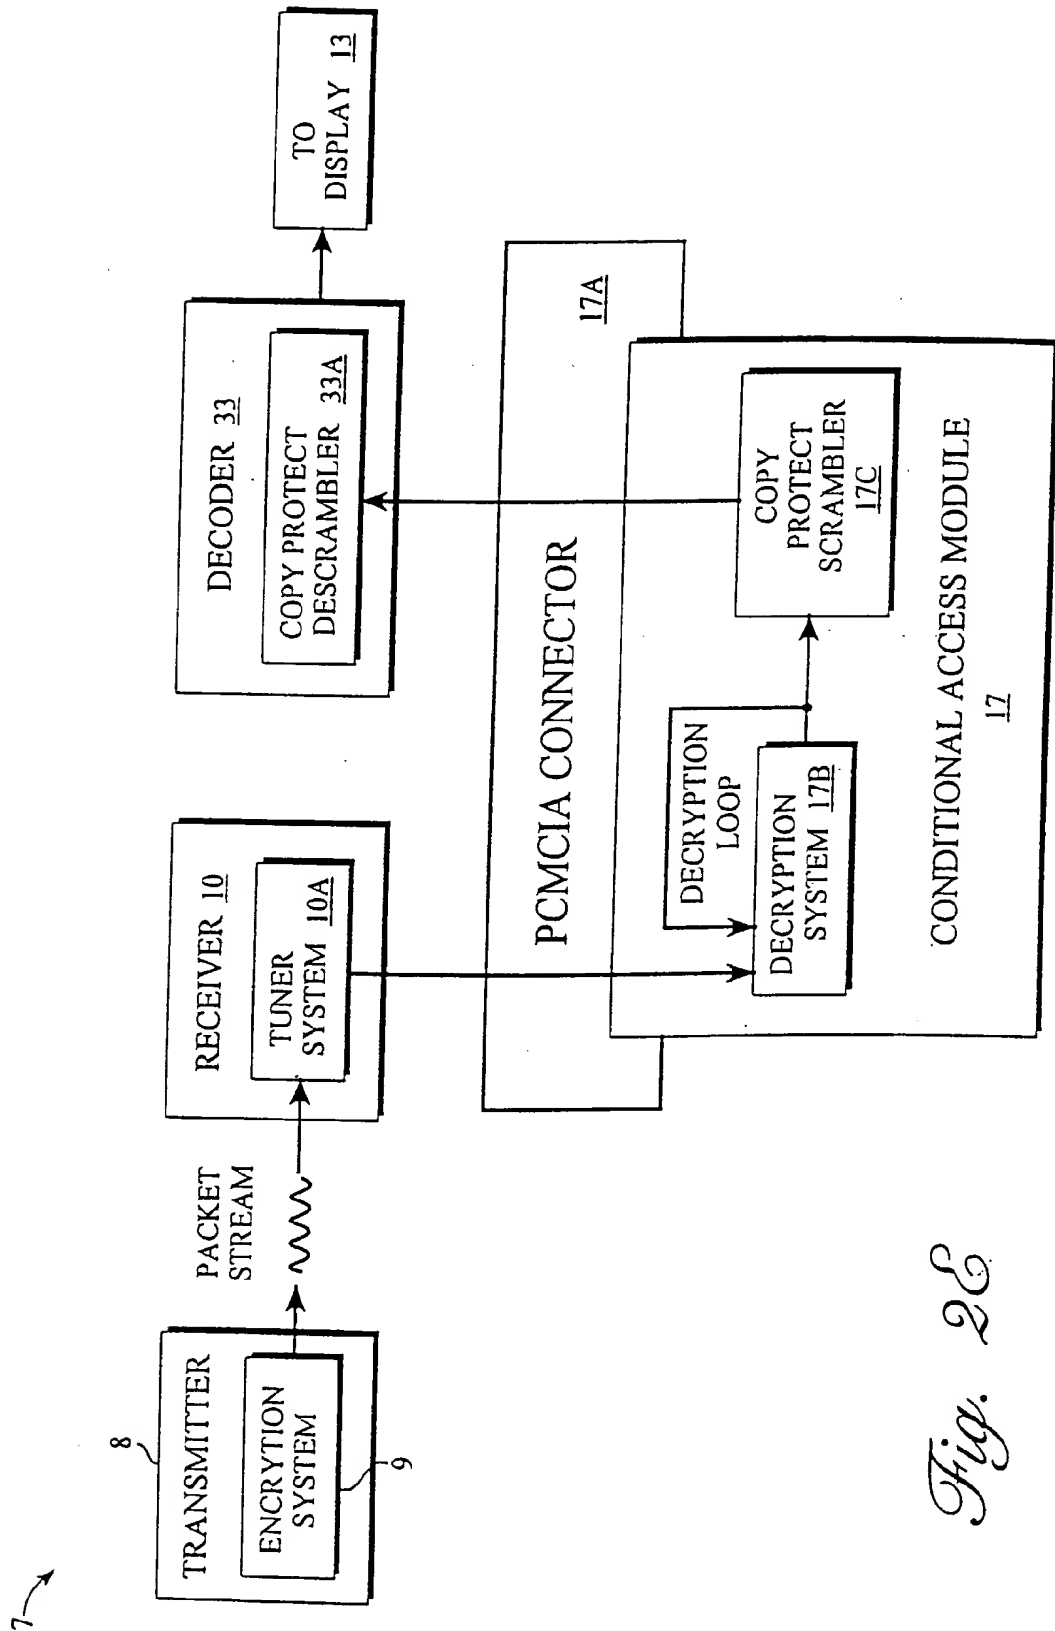 7
8
TRANSMITTER
ENCRYTION
SYSTEM
9
PACKET
STREAM
RECEIVER 10
TUNER
SYSTEM 10A
DECODER 33
COPY PROTECT
DESCRAMBLER 33A
TO
DISPLAY 13
PCMCIA CONNECTOR
17A
DECRYPTION
LOOP
DECRYPTION
SYSTEM 17B
COPY
PROTECT
SCRAMBLER
17C
CONDITIONAL ACCESS MODULE
17
Fig. 2E